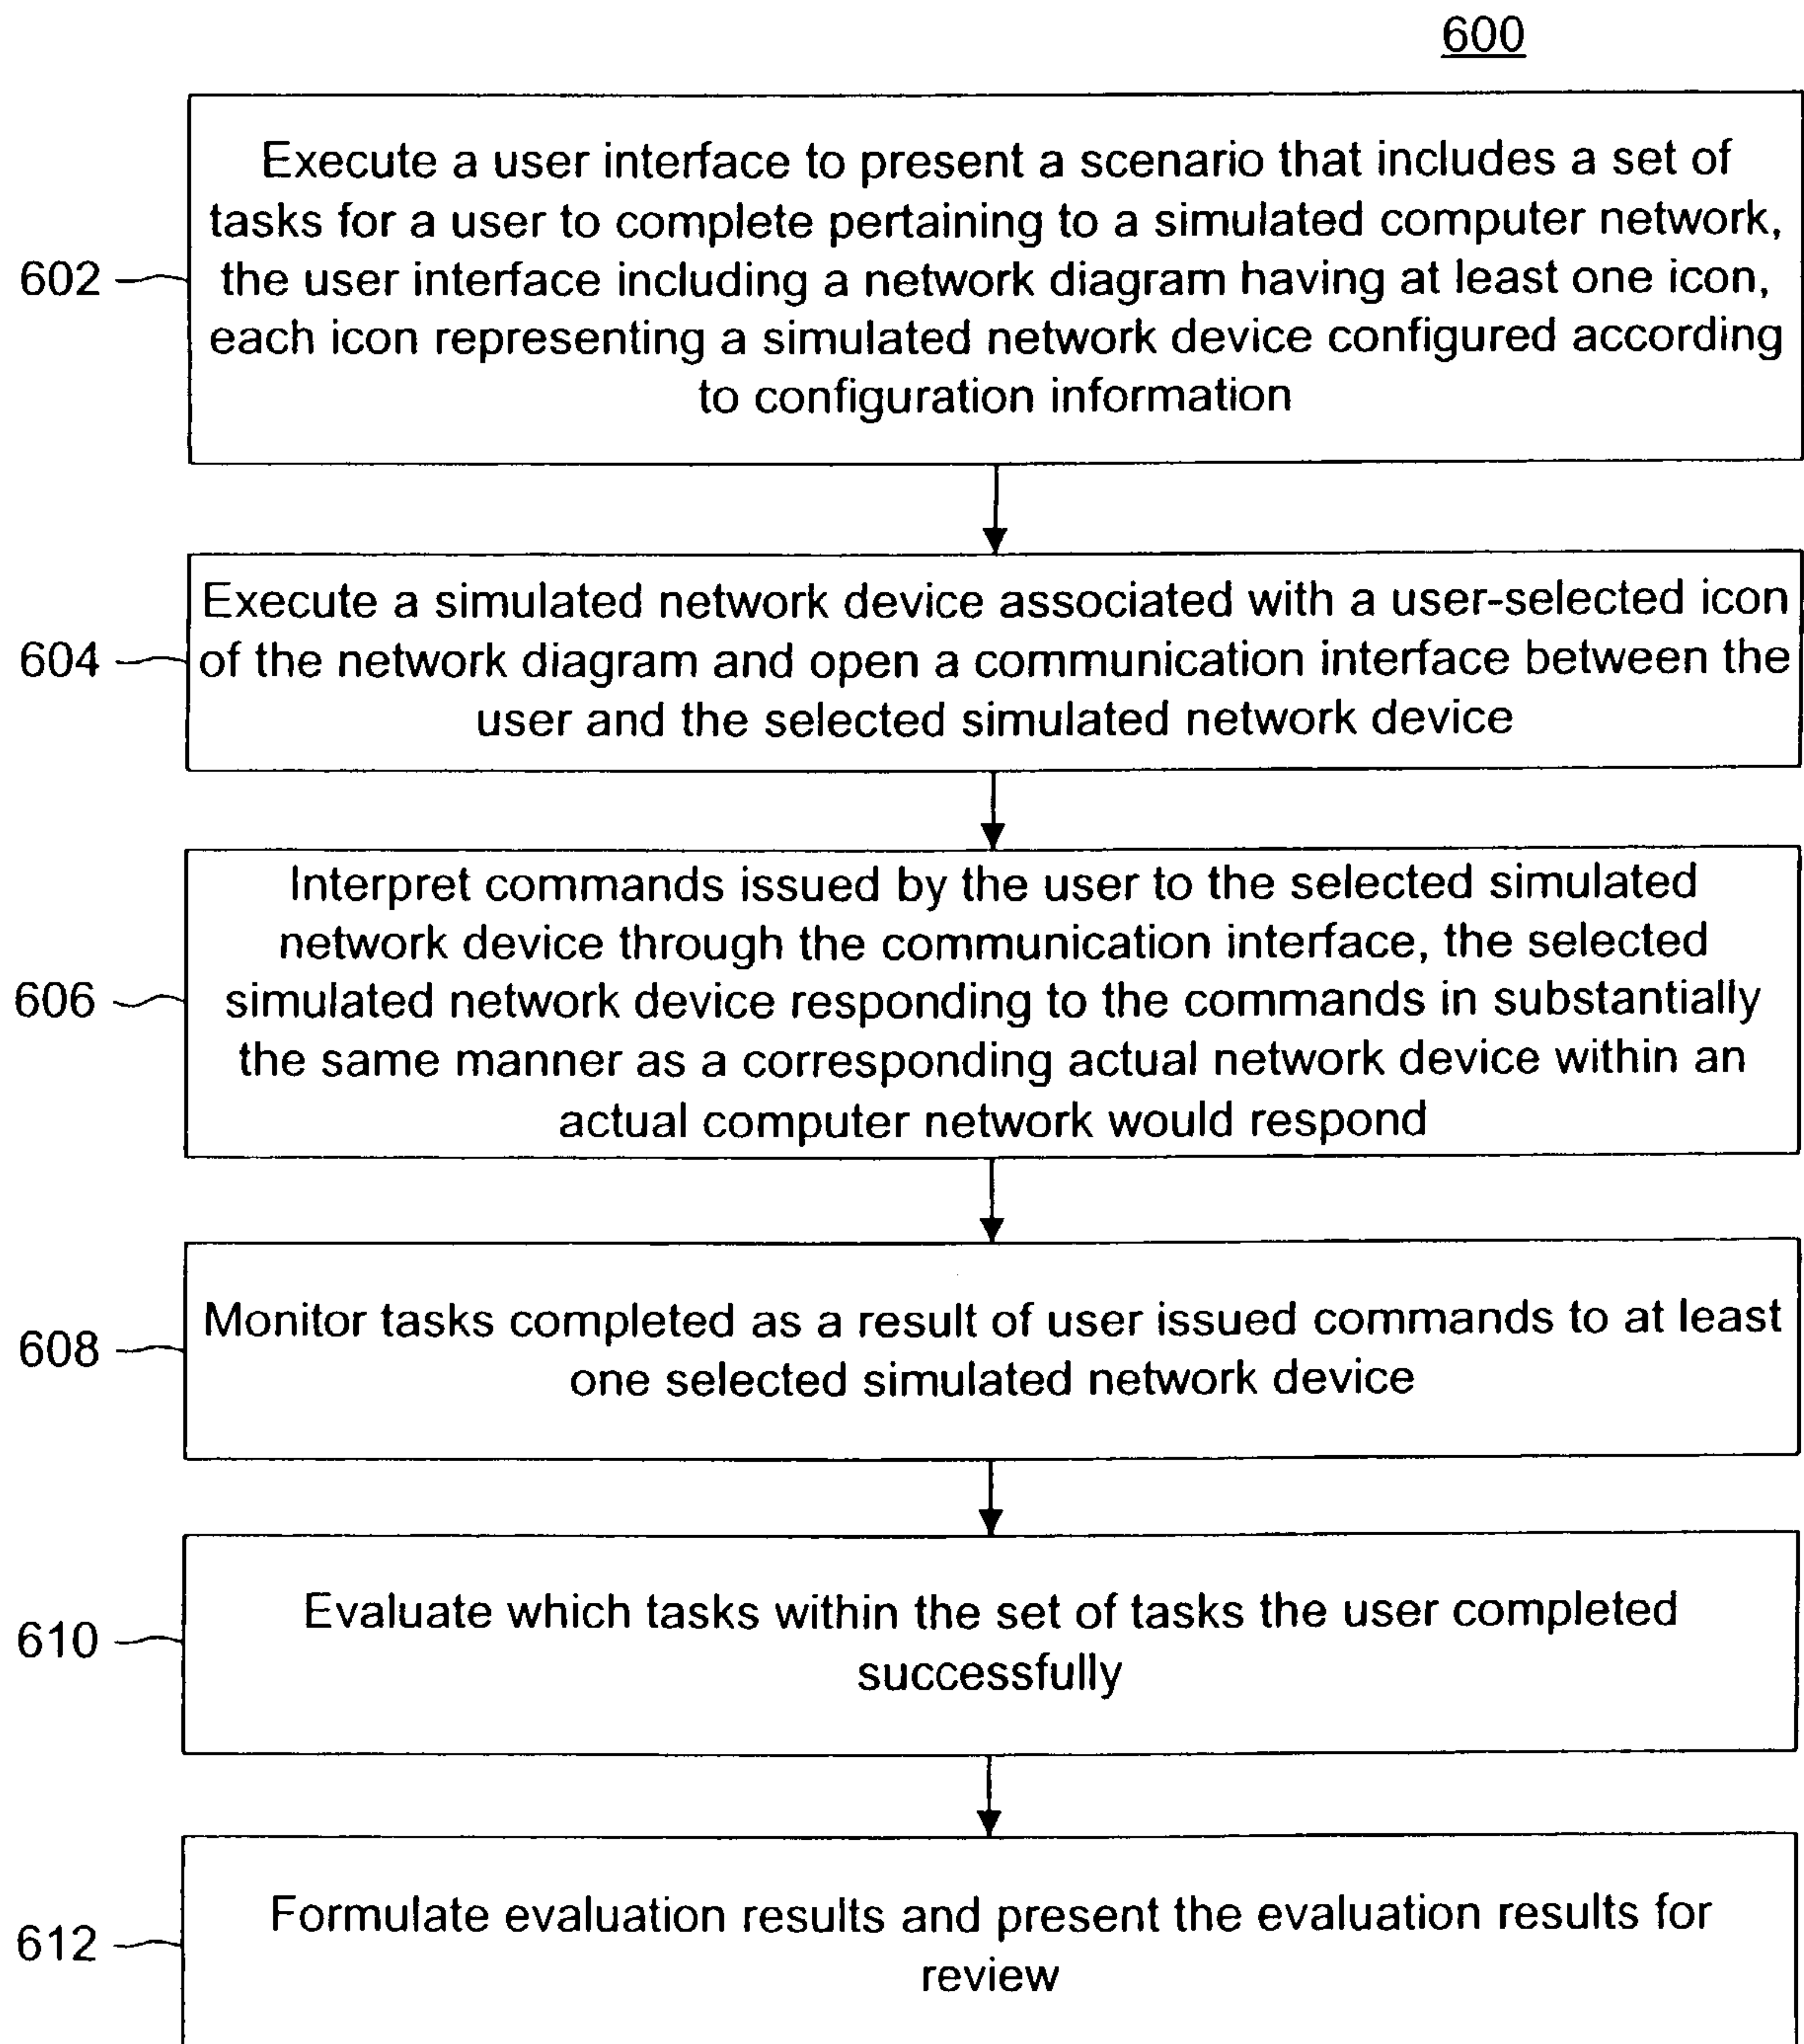 600
Execute a user interface to present a scenario that includes a set of
tasks for a user to complete pertaining to a simulated computer network,
the user interface including a network diagram having at least one icon,
each icon representing a simulated network device configured according
to configuration information
602
Execute a simulated network device associated with a user-selected icon
of the network diagram and open a communication interface between the
user and the selected simulated network device
604
Interpret commands issued by the user to the selected simulated
network device through the communication interface, the selected
simulated network device responding to the commands in substantially
the same manner as a corresponding actual network device within an
actual computer network would respond
606
Monitor tasks completed as a result of user issued commands to at least
one selected simulated network device
608
Evaluate which tasks within the set of tasks the user completed
successfully
610
Formulate evaluation results and present the evaluation results for
review
612